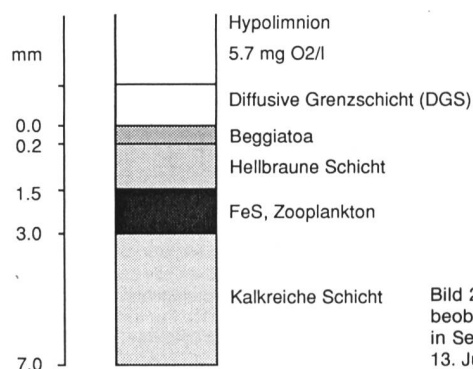 Hypolimnion
mm
5.7 mg O2/l
Diffusive Grenzschicht (DGS)
0.0
Beggiatoa
0.2
Hellbraune Schicht
1.5
FeS, Zooplankton
3.0
Kalkreiche Schicht
Bild 2
beob
in Se
13. Ju
7.0